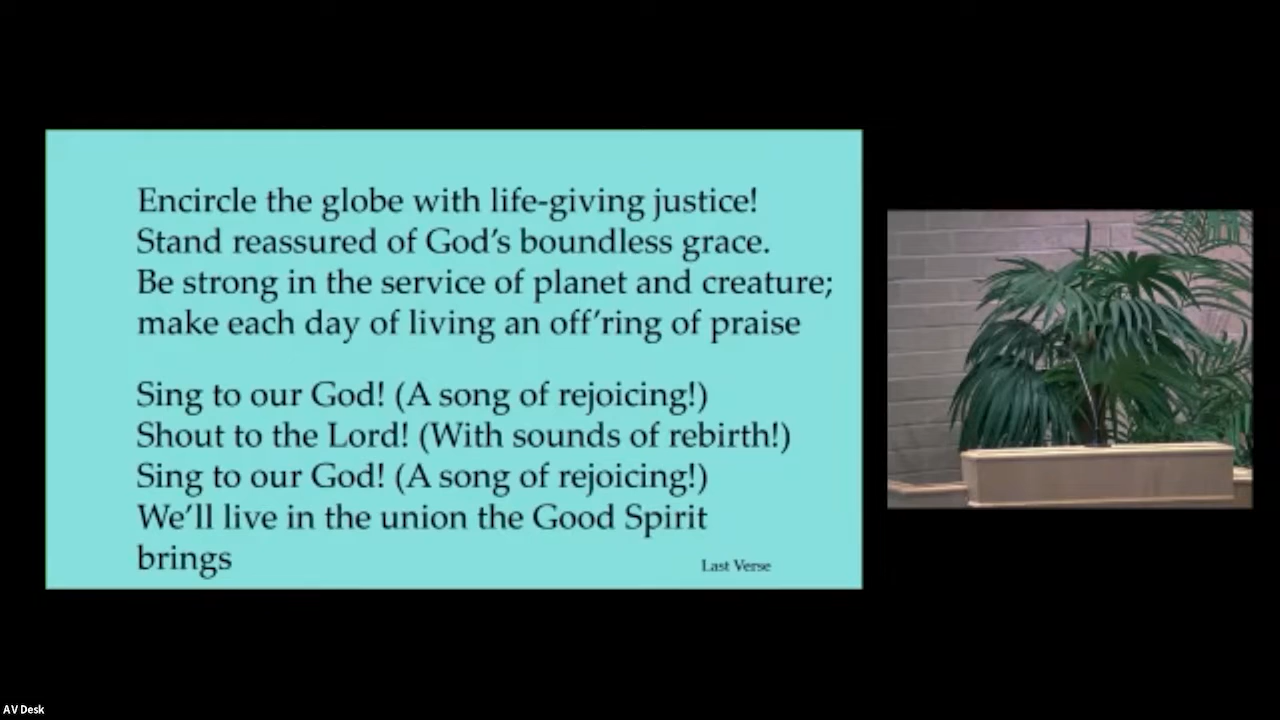 Encircle the globe with life-giving justice!
Stand reassured of God's boundless grace.
Be strong in the service of planet and creature;
make each day of living an off'ring of praise
Sing to our God! (A song of rejoicing!)
Shout to the Lord! (With sounds of rebirth!)
Sing to our God! (A song of rejoicing!)
We'll live in the union the Good Spirit
brings
Last Verse
AV Desk